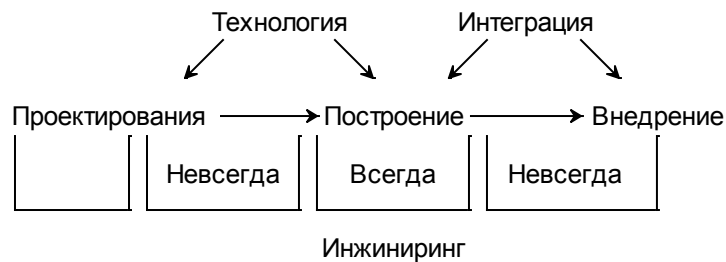 Технология Интеграция
Проектирования Построение Внедрение
Невсегда Всегда Невсегда
Инжиниринг